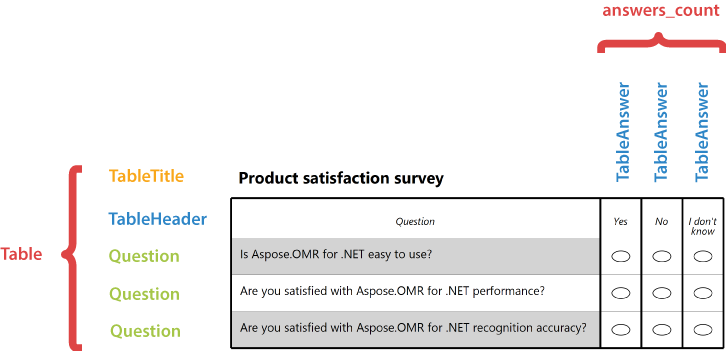 answers_count
TableAnswer TableAnswer TableAnswer
TableTitle Product satisfaction survey
TableHeader Question Yes No I don't know
Table
Question Is Aspose.OMR for .NET easy to use?
Question Are you satisfied with Aspose.OMR for .NET performance?
Question Are you satisfied with Aspose.OMR for .NET recognition accuracy?